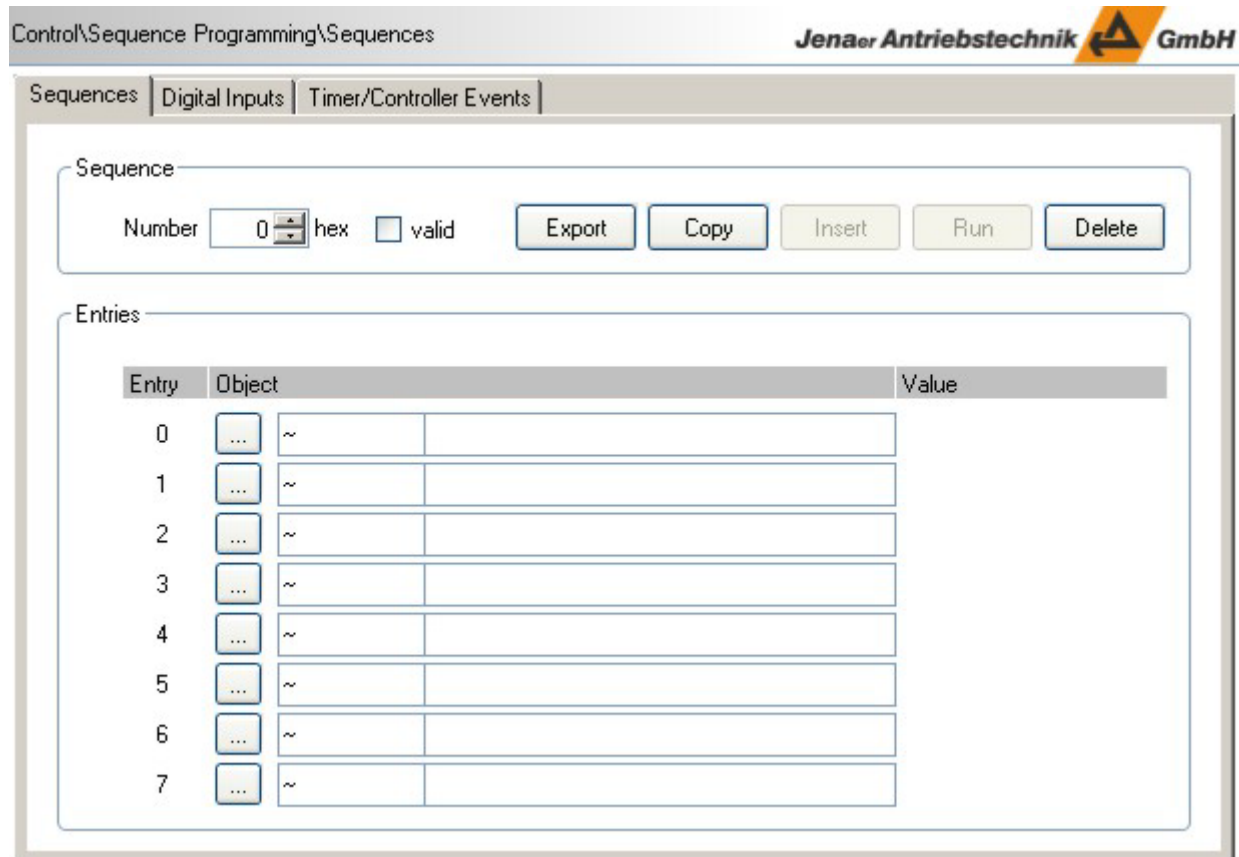 Control\Sequence Programming\Sequences
Jenaer Antriebstechnik GmbH
Sequences Digital Inputs Timer/Controller Events
Sequence
Number 0 hex valid Export Copy Insert Run Delete
Entries
Entry Object Value
0 ... ~
1 ... ~
2 ... ~
3 ... ~
4 ... ~
5 ... ~
6 ... ~
7 ... ~